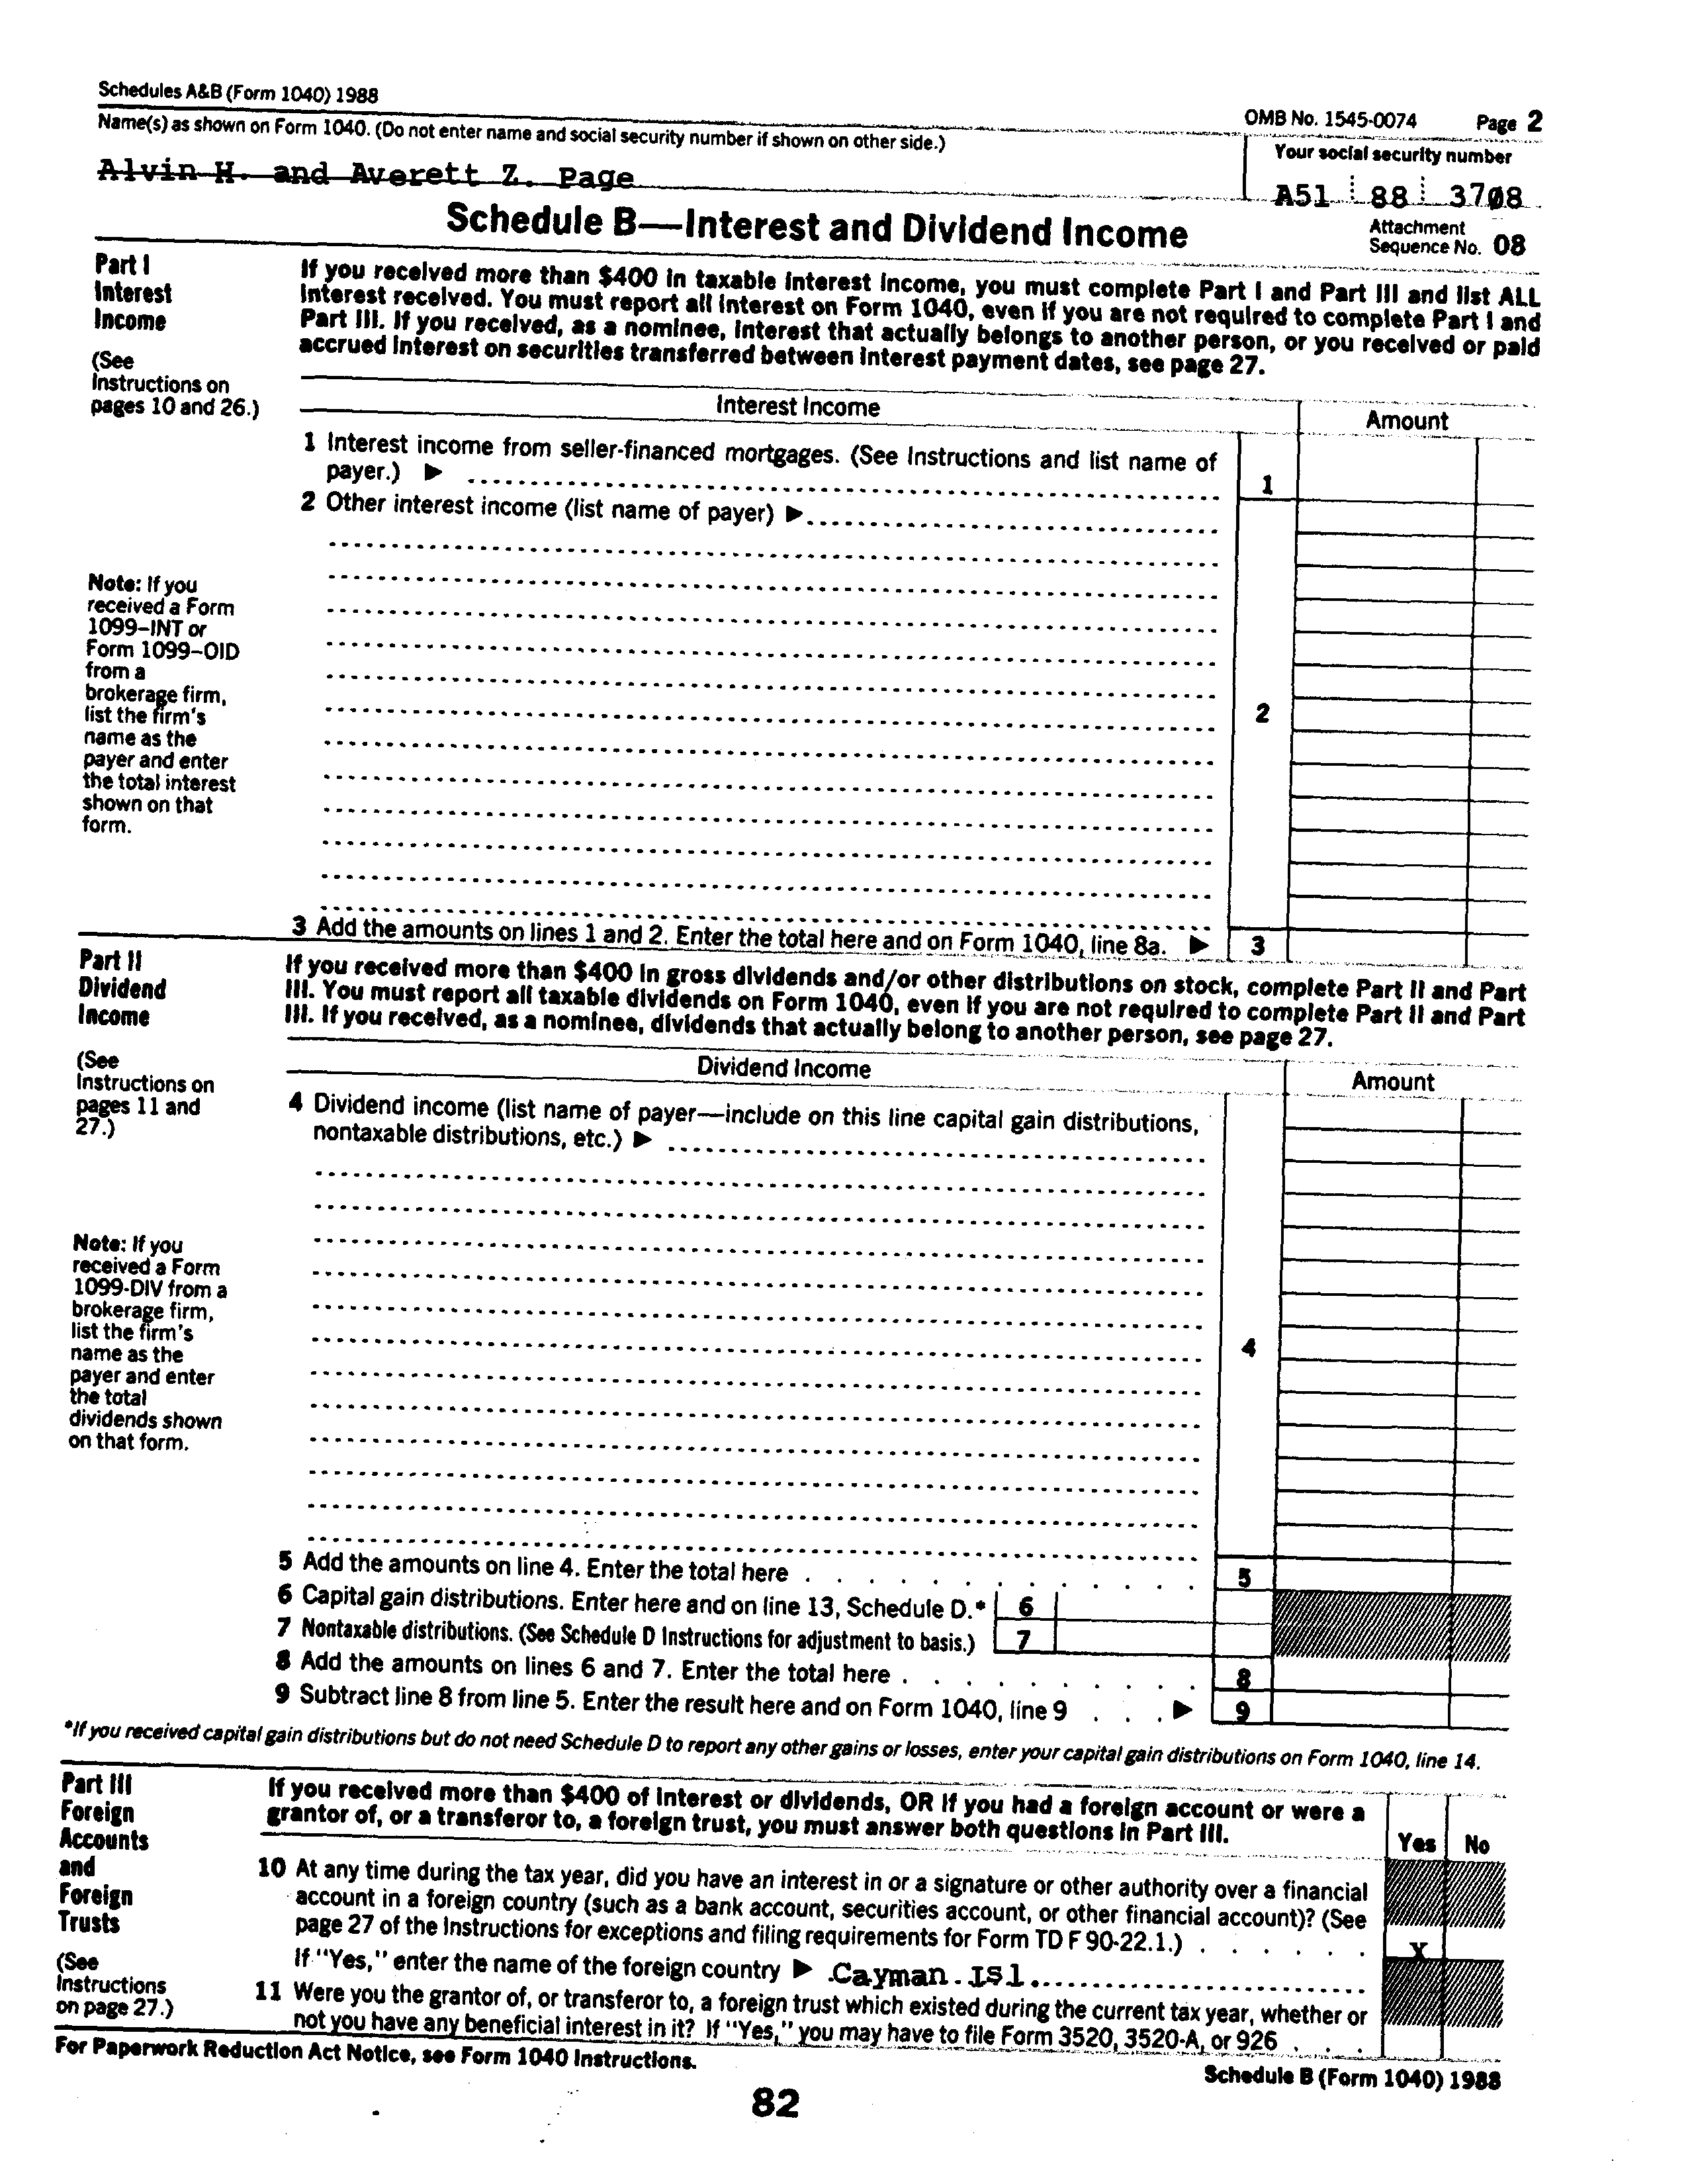 Schedules A&B (Form 1040) 1988
OMB No. 1545-0074 Page 2
Name(s) as shown on Form 1040. (Do not enter name and social security number if shown on other side.)
Your social security number
Alvin H. and Averett Z. Page
A51 88 3708
Schedule B—Interest and Dividend Income
Attachment
Sequence No. 08
Part I
Interest
Income
(See
Instructions on
pages 10 and 26.)
If you received more than $400 in taxable interest income, you must complete Part I and Part III and list ALL
interest received. You must report all interest on Form 1040, even if you are not required to complete Part I and
Part III. If you received, as a nominee, interest that actually belongs to another person, or you received or paid
accrued interest on securities transferred between interest payment dates, see page 27.
Interest Income
Amount
1 Interest income from seller-financed mortgages. (See Instructions and list name of
payer.) ▶
1
2 Other interest income (list name of payer) ▶
Note: If you
received a Form
1099–INT or
Form 1099–OID
from a
brokerage firm,
list the firm's
name as the
payer and enter
the total interest
shown on that
form.
2
3 Add the amounts on lines 1 and 2. Enter the total here and on Form 1040, line 8a. ▶
3
Part II
Dividend
Income
(See
Instructions on
pages 11 and
27.)
If you received more than $400 in gross dividends and/or other distributions on stock, complete Part II and Part
III. You must report all taxable dividends on Form 1040, even if you are not required to complete Part II and Part
III. If you received, as a nominee, dividends that actually belong to another person, see page 27.
Dividend Income
Amount
4 Dividend income (list name of payer—include on this line capital gain distributions,
nontaxable distributions, etc.) ▶
Note: If you
received a Form
1099-DIV from a
brokerage firm,
list the firm's
name as the
payer and enter
the total
dividends shown
on that form.
4
5 Add the amounts on line 4. Enter the total here . . . . . . . . . . . .
5
6 Capital gain distributions. Enter here and on line 13, Schedule D.*
6
7 Nontaxable distributions. (See Schedule D Instructions for adjustment to basis.)
7
8 Add the amounts on lines 6 and 7. Enter the total here . . . . . . . . . .
8
9 Subtract line 8 from line 5. Enter the result here and on Form 1040, line 9 . . . ▶
9
*If you received capital gain distributions but do not need Schedule D to report any other gains or losses, enter your capital gain distributions on Form 1040, line 14.
Part III
Foreign
Accounts
and
Foreign
Trusts
(See
Instructions
on page 27.)
If you received more than $400 of interest or dividends, OR if you had a foreign account or were a
grantor of, or a transferor to, a foreign trust, you must answer both questions in Part III.
Yes No
10 At any time during the tax year, did you have an interest in or a signature or other authority over a financial
account in a foreign country (such as a bank account, securities account, or other financial account)? (See
page 27 of the Instructions for exceptions and filing requirements for Form TD F 90-22.1.) . . . . . .
X
If "Yes," enter the name of the foreign country ▶ Cayman Isl
11 Were you the grantor of, or transferor to, a foreign trust which existed during the current tax year, whether or
not you have any beneficial interest in it? If "Yes," you may have to file Form 3520, 3520-A, or 926 . . .
For Paperwork Reduction Act Notice, see Form 1040 Instructions.
Schedule B (Form 1040) 1988
82